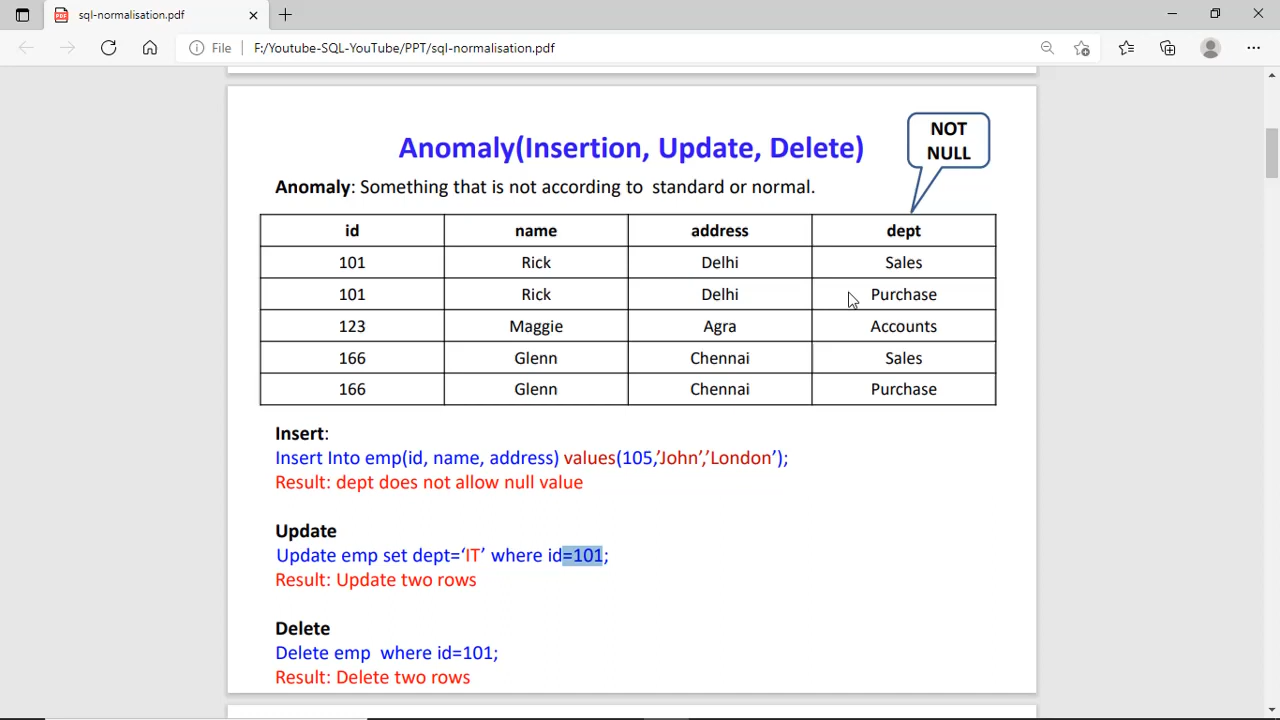 sql-normalisation.pdf
File
F:/Youtube-SQL-YouTube/PPT/sql-normalisation.pdf
NOT
NULL
Anomaly(Insertion, Update, Delete)
Anomaly: Something that is not according to standard or normal.
id name address dept
101 Rick Delhi Sales
101 Rick Delhi Purchase
123 Maggie Agra Accounts
166 Glenn Chennai Sales
166 Glenn Chennai Purchase
Insert:
Insert Into emp(id, name, address) values(105,’John’,’London’);
Result: dept does not allow null value
Update
Update emp set dept=‘IT’ where id=101;
Result: Update two rows
Delete
Delete emp where id=101;
Result: Delete two rows